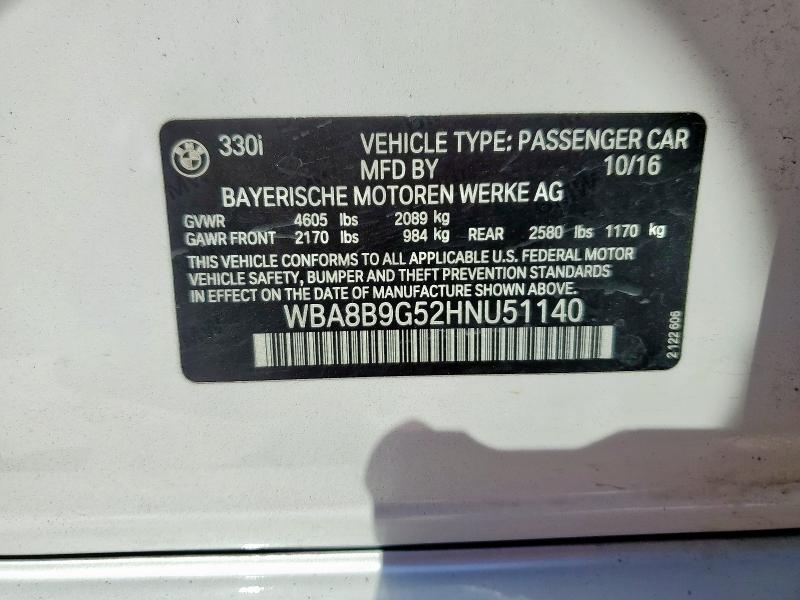 330i VEHICLE TYPE: PASSENGER CAR
MFD BY 10/16
BAYERISCHE MOTOREN WERKE AG
GVWR 4605 lbs 2089 kg
GAWR FRONT 2170 lbs 984 kg REAR 2580 lbs 1170 kg
THIS VEHICLE CONFORMS TO ALL APPLICABLE U.S. FEDERAL MOTOR
VEHICLE SAFETY, BUMPER AND THEFT PREVENTION STANDARDS
IN EFFECT ON THE DATE OF MANUFACTURE SHOWN ABOVE
WBA8B9G52HNU51140
2 122 606